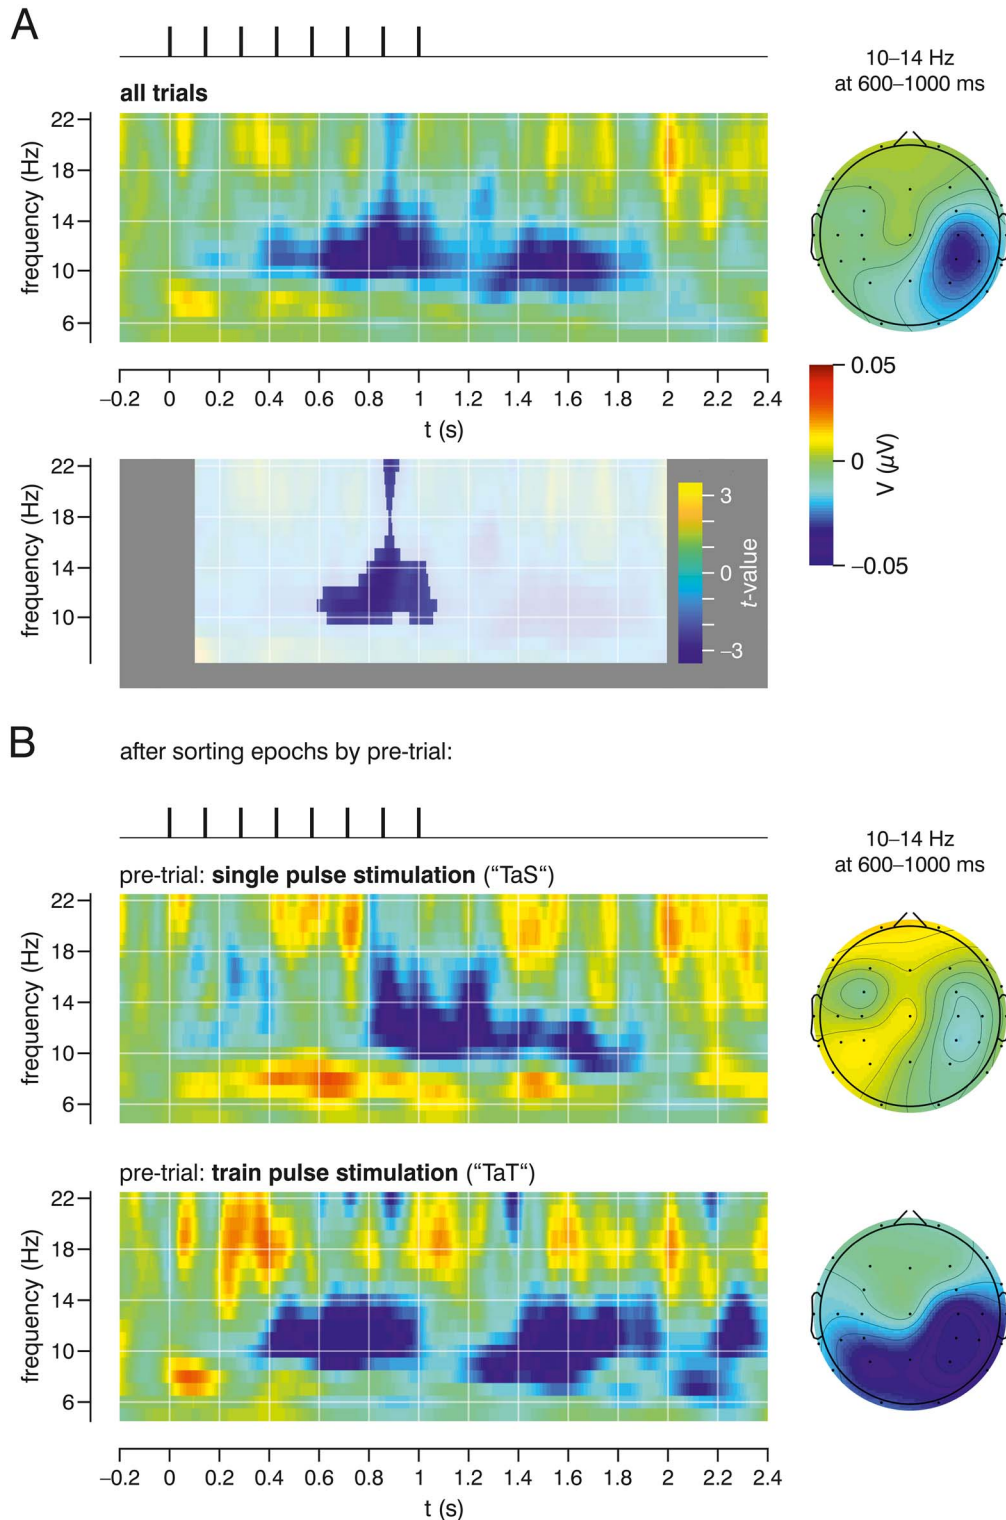 A
10–14 Hz
at 600–1000 ms
all trials
22
18
14
10
6
frequency (Hz)
−0.2 0 0.2 0.4 0.6 0.8 1 1.2 1.4 1.6 1.8 2 2.2 2.4
t (s)
0.05
0
−0.05
V (µV)
22
18
14
10
frequency (Hz)
3
0
−3
t-value
B
after sorting epochs by pre-trial:
10–14 Hz
at 600–1000 ms
pre-trial: single pulse stimulation (“TaS“)
22
18
14
10
6
frequency (Hz)
pre-trial: train pulse stimulation (“TaT“)
22
18
14
10
6
frequency (Hz)
−0.2 0 0.2 0.4 0.6 0.8 1 1.2 1.4 1.6 1.8 2 2.2 2.4
t (s)